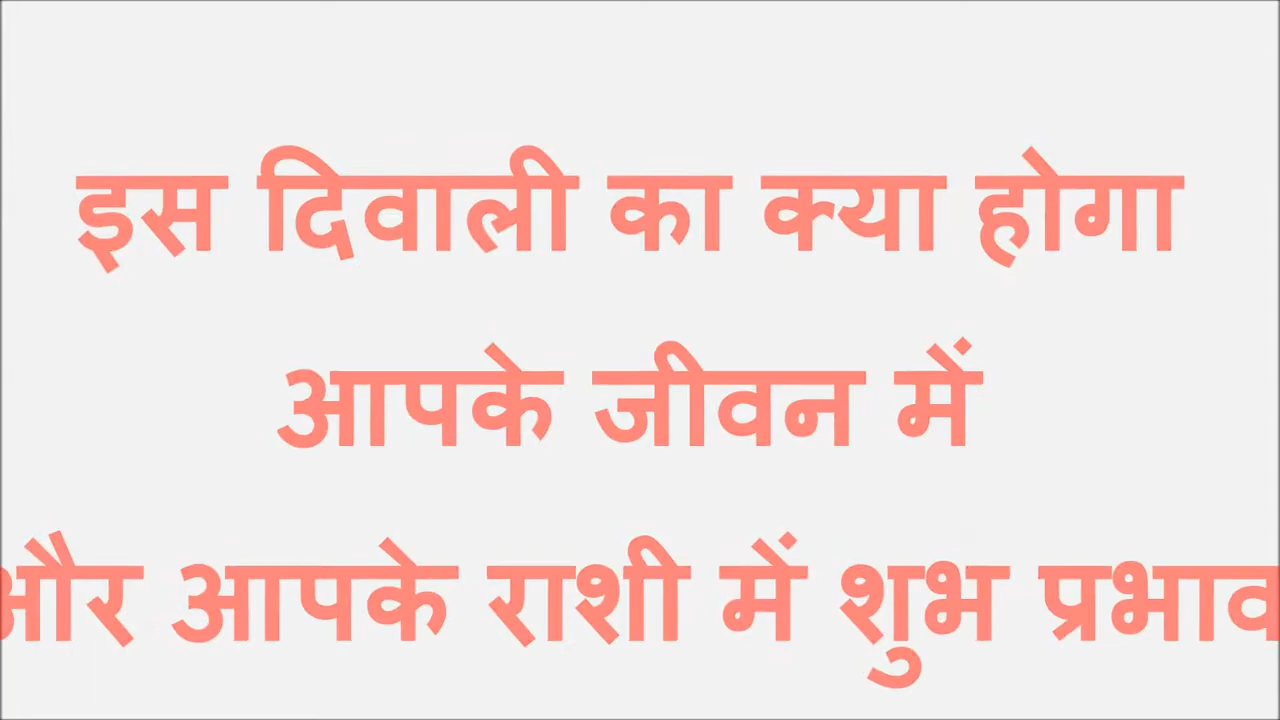 इस दिवाली का क्या होगा
आपके जीवन में
और आपके राशी में शुभ प्रभाव